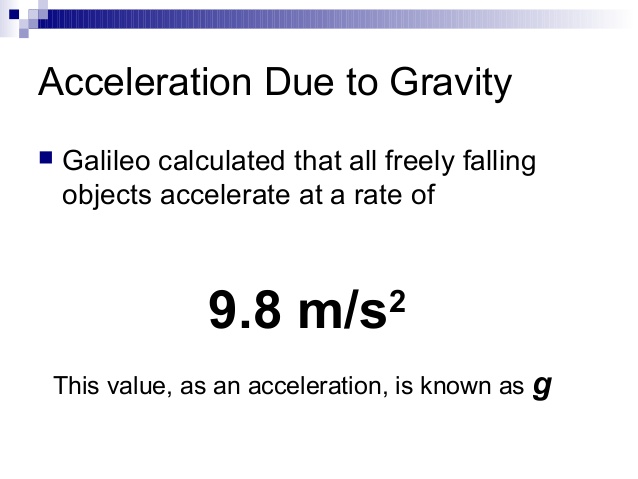 Acceleration Due to Gravity
Galileo calculated that all freely falling
objects accelerate at a rate of
9.8 m/s²
This value, as an acceleration, is known as g